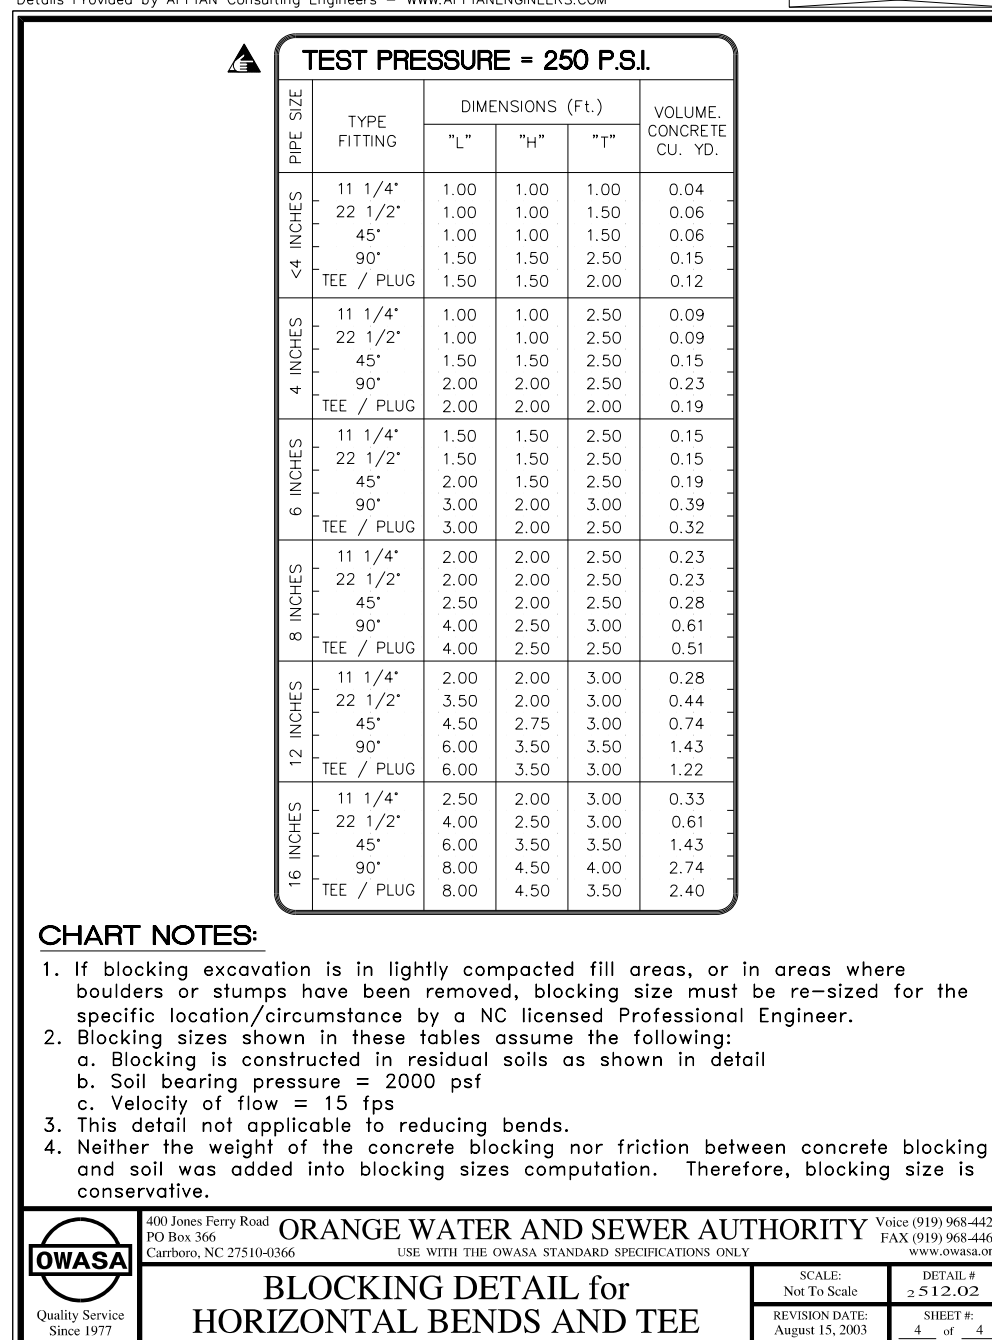 Details Provided by APPIAN Consulting Engineers - WWW.APPIANENGINEERS.COM
TEST PRESSURE = 250 P.S.I.
PIPE SIZE
TYPE FITTING
DIMENSIONS (Ft.)
"L" "H" "T"
VOLUME. CONCRETE CU. YD.
<4 INCHES
11 1/4° 1.00 1.00 1.00 0.04
22 1/2° 1.00 1.00 1.50 0.06
45° 1.00 1.00 1.50 0.06
90° 1.50 1.50 2.50 0.15
TEE / PLUG 1.50 1.50 2.00 0.12
4 INCHES
11 1/4° 1.00 1.00 2.50 0.09
22 1/2° 1.00 1.00 2.50 0.09
45° 1.50 1.50 2.50 0.15
90° 2.00 2.00 2.50 0.23
TEE / PLUG 2.00 2.00 2.00 0.19
6 INCHES
11 1/4° 1.50 1.50 2.50 0.15
22 1/2° 1.50 1.50 2.50 0.15
45° 2.00 1.50 2.50 0.19
90° 3.00 2.00 3.00 0.39
TEE / PLUG 3.00 2.00 2.50 0.32
8 INCHES
11 1/4° 2.00 2.00 2.50 0.23
22 1/2° 2.00 2.00 2.50 0.23
45° 2.50 2.00 2.50 0.28
90° 4.00 2.50 3.00 0.61
TEE / PLUG 4.00 2.50 2.50 0.51
12 INCHES
11 1/4° 2.00 2.00 3.00 0.28
22 1/2° 3.50 2.00 3.00 0.44
45° 4.50 2.75 3.00 0.74
90° 6.00 3.50 3.50 1.43
TEE / PLUG 6.00 3.50 3.00 1.22
16 INCHES
11 1/4° 2.50 2.00 3.00 0.33
22 1/2° 4.00 2.50 3.00 0.61
45° 6.00 3.50 3.50 1.43
90° 8.00 4.50 4.00 2.74
TEE / PLUG 8.00 4.50 3.50 2.40
CHART NOTES:
1. If blocking excavation is in lightly compacted fill areas, or in areas where
boulders or stumps have been removed, blocking size must be re-sized for the
specific location/circumstance by a NC licensed Professional Engineer.
2. Blocking sizes shown in these tables assume the following:
a. Blocking is constructed in residual soils as shown in detail
b. Soil bearing pressure = 2000 psf
c. Velocity of flow = 15 fps
3. This detail not applicable to reducing bends.
4. Neither the weight of the concrete blocking nor friction between concrete blocking
and soil was added into blocking sizes computation. Therefore, blocking size is
conservative.
OWASA
Quality Service
Since 1977
400 Jones Ferry Road
PO Box 366
Carrboro, NC 27510-0366
ORANGE WATER AND SEWER AUTHORITY
USE WITH THE OWASA STANDARD SPECIFICATIONS ONLY
Voice (919) 968-442
FAX (919) 968-446
www.owasa.or
BLOCKING DETAIL for
HORIZONTAL BENDS AND TEE
SCALE:
Not To Scale
DETAIL #
2 512.02
REVISION DATE:
August 15, 2003
SHEET #:
4 of 4